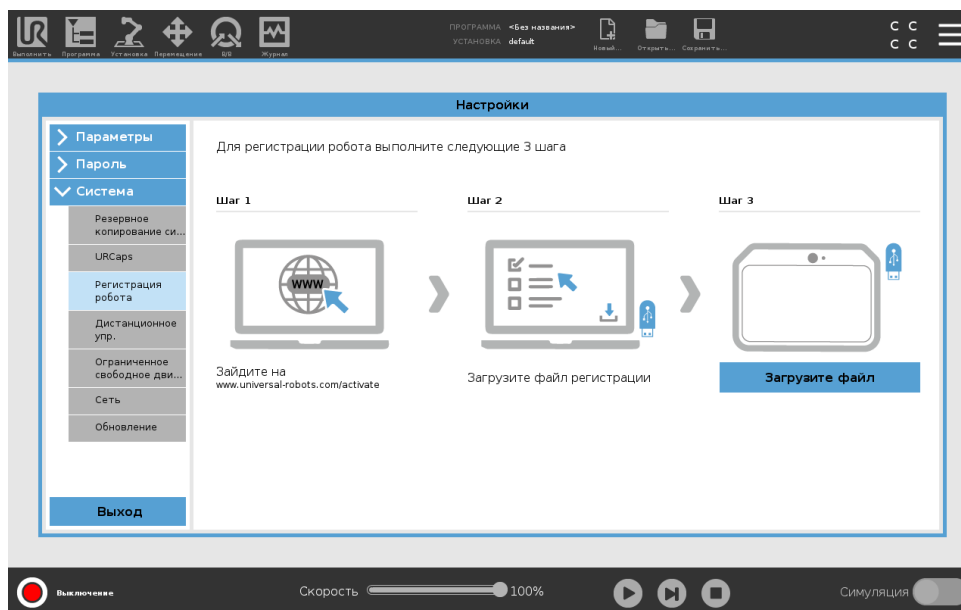 ПРОГРАММА <Без названия>
УСТАНОВКА default
Выполнить Программа Установка Перемещение В/В Журнал
Новый... Открыть... Сохранить...
C C
C C
Настройки
Параметры
Пароль
Система
Резервное
копирование си...
URCaps
Регистрация
робота
Дистанционное
упр.
Ограниченное
свободное дви...
Сеть
Обновление
Выход
Для регистрации робота выполните следующие 3 шага
Шаг 1
WWW
Зайдите на
www.universal-robots.com/activate
Шаг 2
Загрузите файл регистрации
Шаг 3
Загрузите файл
Выключение
Скорость 100%
Симуляция